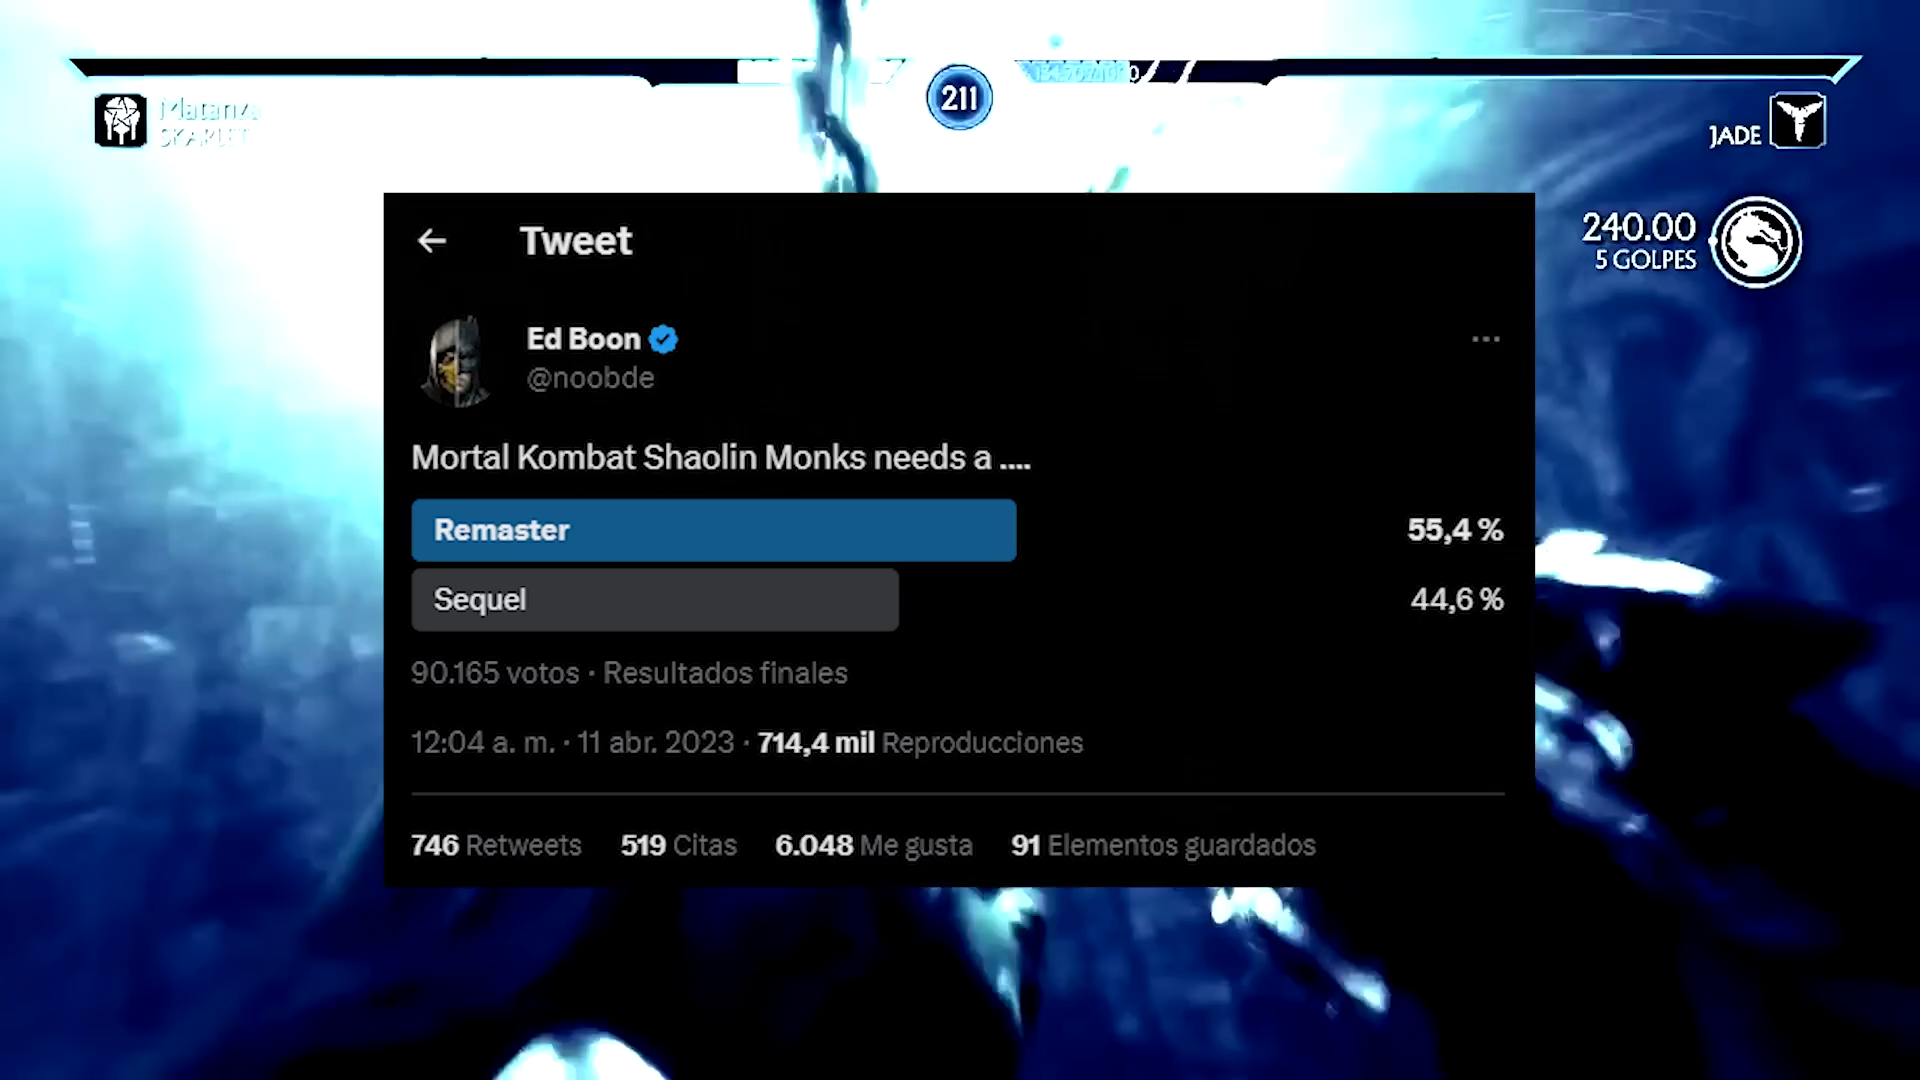 211
Matanza
SKARLET
JADE
240.00
5 GOLPES
Tweet
Ed Boon
@noobde
Mortal Kombat Shaolin Monks needs a ....
Remaster 55,4 %
Sequel 44,6 %
90.165 votos · Resultados finales
12:04 a. m. · 11 abr. 2023 · 714,4 mil Reproducciones
746 Retweets 519 Citas 6.048 Me gusta 91 Elementos guardados